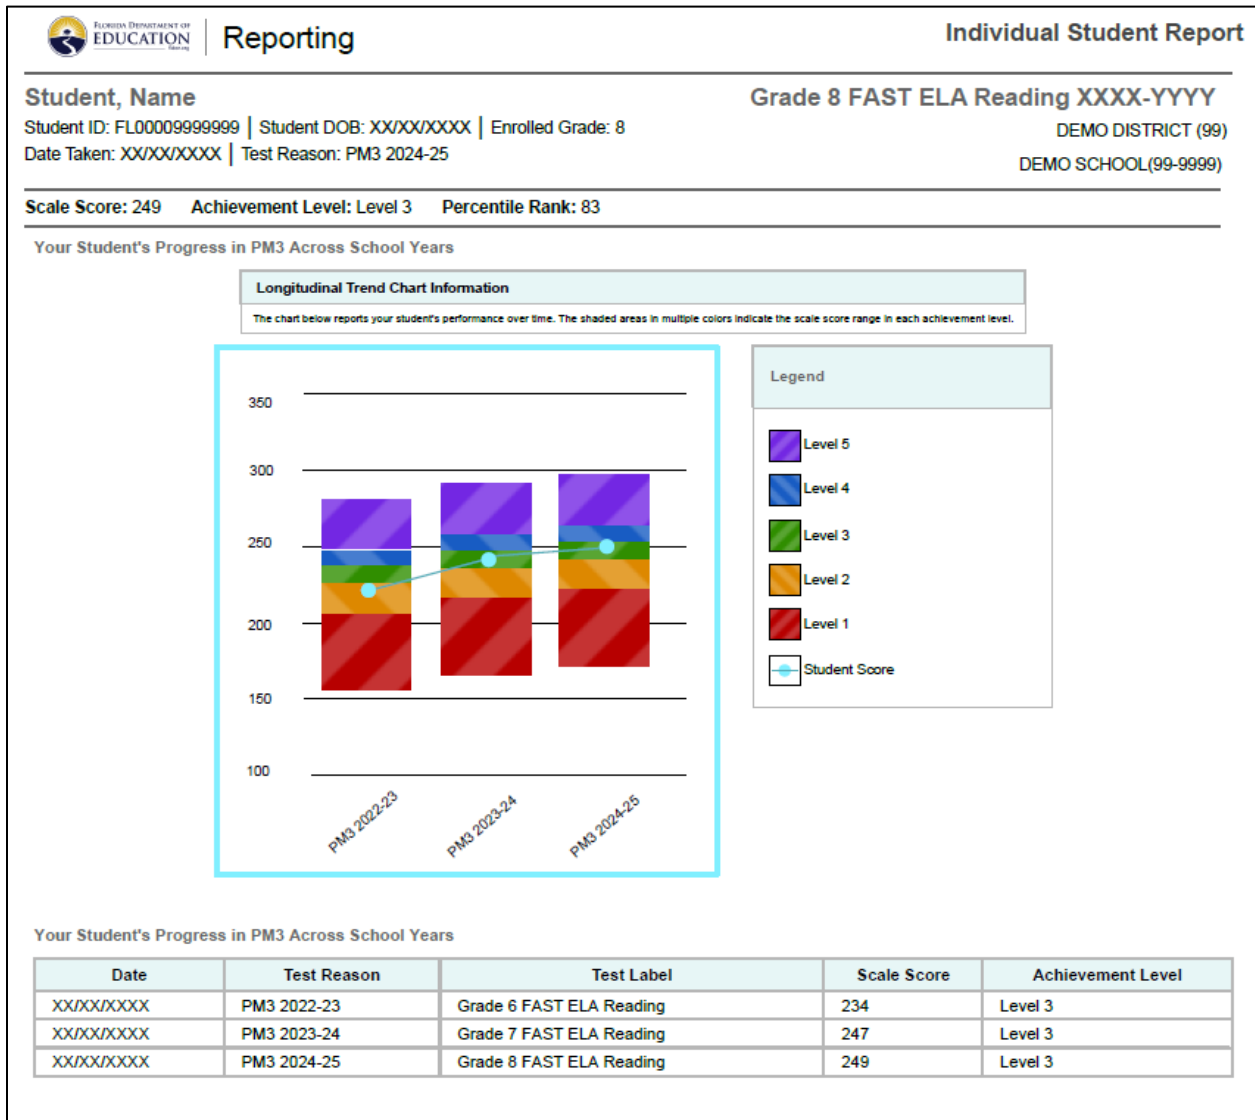 FLORIDA DEPARTMENT OF
EDUCATION
Reporting
Individual Student Report
Student, Name
Grade 8 FAST ELA Reading XXXX-YYYY
Student ID: FL00009999999 | Student DOB: XX/XX/XXXX | Enrolled Grade: 8
DEMO DISTRICT (99)
Date Taken: XX/XX/XXXX | Test Reason: PM3 2024-25
DEMO SCHOOL(99-9999)
Scale Score: 249 Achievement Level: Level 3 Percentile Rank: 83
Your Student's Progress in PM3 Across School Years
Longitudinal Trend Chart Information
The chart below reports your student's performance over time. The shaded areas in multiple colors indicate the scale score range in each achievement level.
350
300
250
200
150
100
PM3 2022-23
PM3 2023-24
PM3 2024-25
Legend
Level 5
Level 4
Level 3
Level 2
Level 1
Student Score
Your Student's Progress in PM3 Across School Years
Date Test Reason Test Label Scale Score Achievement Level
XX/XX/XXXX PM3 2022-23 Grade 6 FAST ELA Reading 234 Level 3
XX/XX/XXXX PM3 2023-24 Grade 7 FAST ELA Reading 247 Level 3
XX/XX/XXXX PM3 2024-25 Grade 8 FAST ELA Reading 249 Level 3